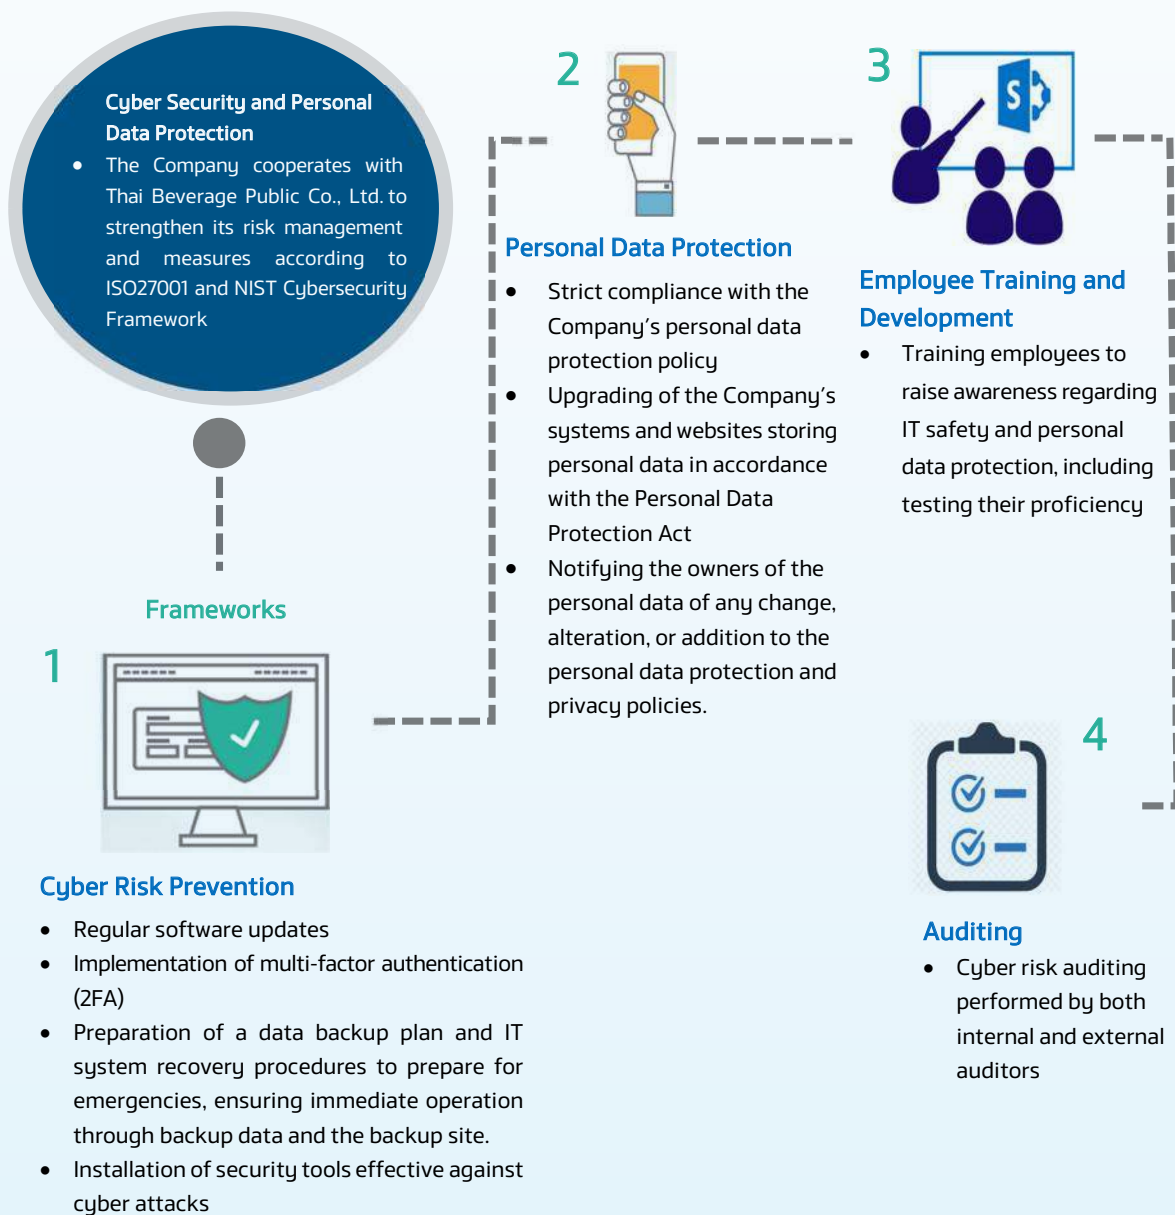 Cyber Security and Personal
Data Protection
• The Company cooperates with
Thai Beverage Public Co., Ltd. to
strengthen its risk management
and measures according to
ISO27001 and NIST Cybersecurity
Framework
Frameworks
1
Cyber Risk Prevention
• Regular software updates
• Implementation of multi-factor authentication
(2FA)
• Preparation of a data backup plan and IT
system recovery procedures to prepare for
emergencies, ensuring immediate operation
through backup data and the backup site.
• Installation of security tools effective against
cyber attacks
2
Personal Data Protection
• Strict compliance with the
Company's personal data
protection policy
• Upgrading of the Company's
systems and websites storing
personal data in accordance
with the Personal Data
Protection Act
• Notifying the owners of the
personal data of any change,
alteration, or addition to the
personal data protection and
privacy policies.
3
S
Employee Training and
Development
• Training employees to
raise awareness regarding
IT safety and personal
data protection, including
testing their proficiency
4
Auditing
• Cyber risk auditing
performed by both
internal and external
auditors